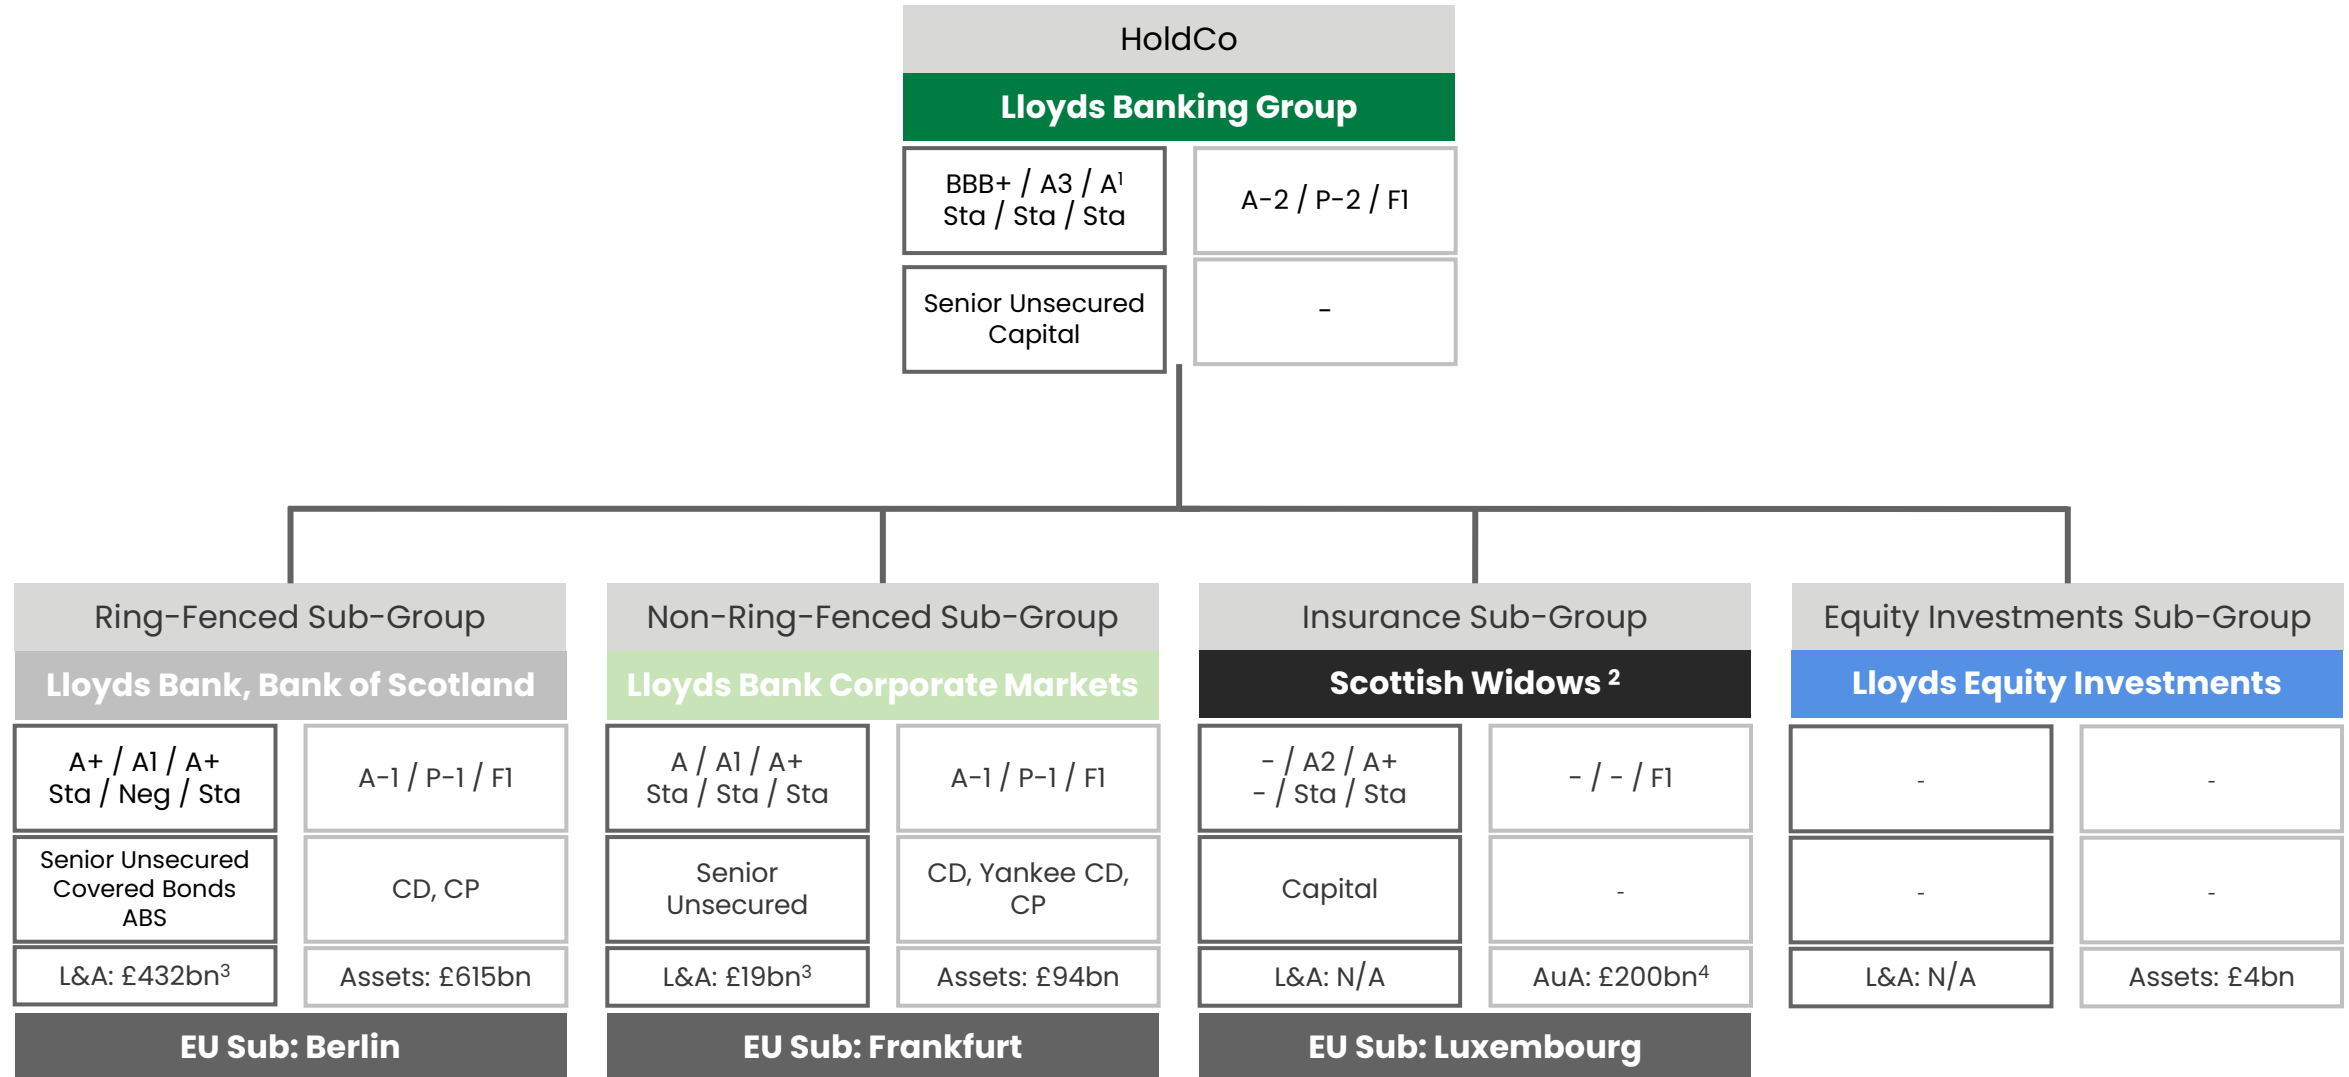 HoldCo
Lloyds Banking Group
BBB+ / A3 / A¹
Sta / Sta / Sta
A-2 / P-2 / F1
Senior Unsecured
Capital
-
Ring-Fenced Sub-Group
Lloyds Bank, Bank of Scotland
A+ / A1 / A+
Sta / Neg / Sta
A-1 / P-1 / F1
Senior Unsecured
Covered Bonds
ABS
CD, CP
L&A: £432bn³
Assets: £615bn
EU Sub: Berlin
Non-Ring-Fenced Sub-Group
Lloyds Bank Corporate Markets
A / A1 / A+
Sta / Sta / Sta
A-1 / P-1 / F1
Senior
Unsecured
CD, Yankee CD,
CP
L&A: £19bn³
Assets: £94bn
EU Sub: Frankfurt
Insurance Sub-Group
Scottish Widows ²
- / A2 / A+
- / Sta / Sta
- / - / F1
Capital
-
L&A: N/A
AuA: £200bn⁴
EU Sub: Luxembourg
Equity Investments Sub-Group
Lloyds Equity Investments
-
-
-
-
L&A: N/A
Assets: £4bn